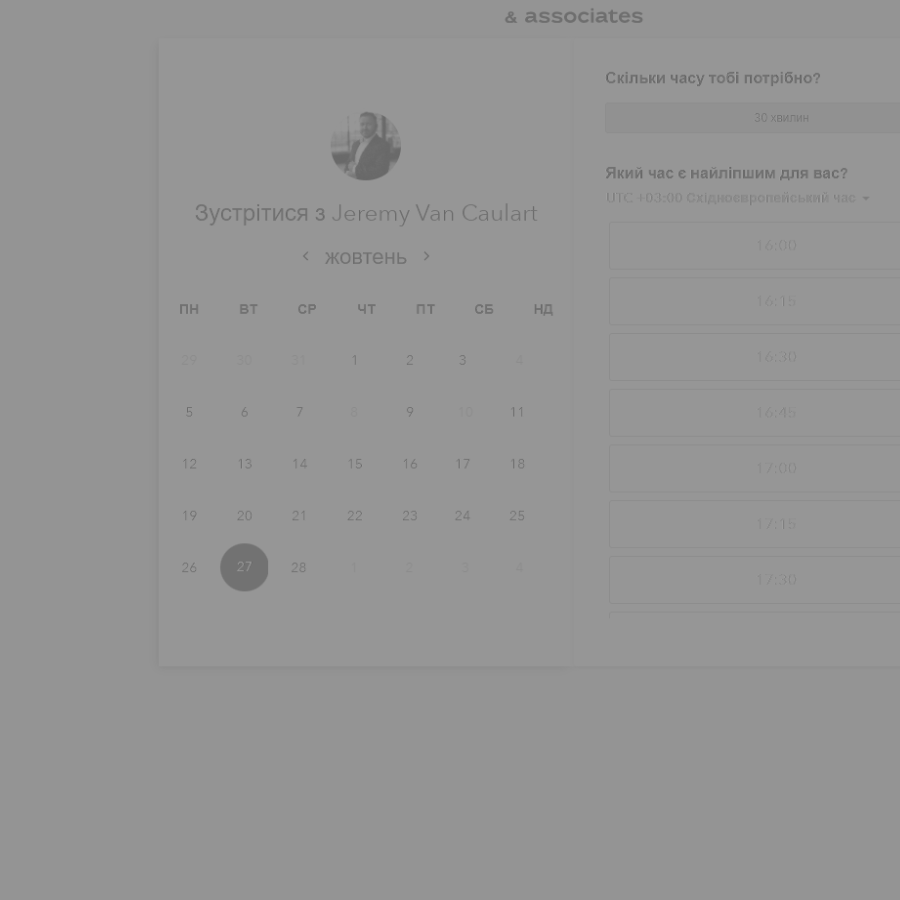 & associates
Зустрітися з Jeremy Van Caulart
жовтень
ПН ВТ СР ЧТ ПТ СБ НД
29 30 31 1 2 3 4
5 6 7 8 9 10 11
12 13 14 15 16 17 18
19 20 21 22 23 24 25
26 27 28 1 2 3 4
Скільки часу тобі потрібно?
30 хвилин
Який час є найліпшим для вас?
UTC +03:00 Східноєвропейський час
16:00
16:15
16:30
16:45
17:00
17:15
17:30